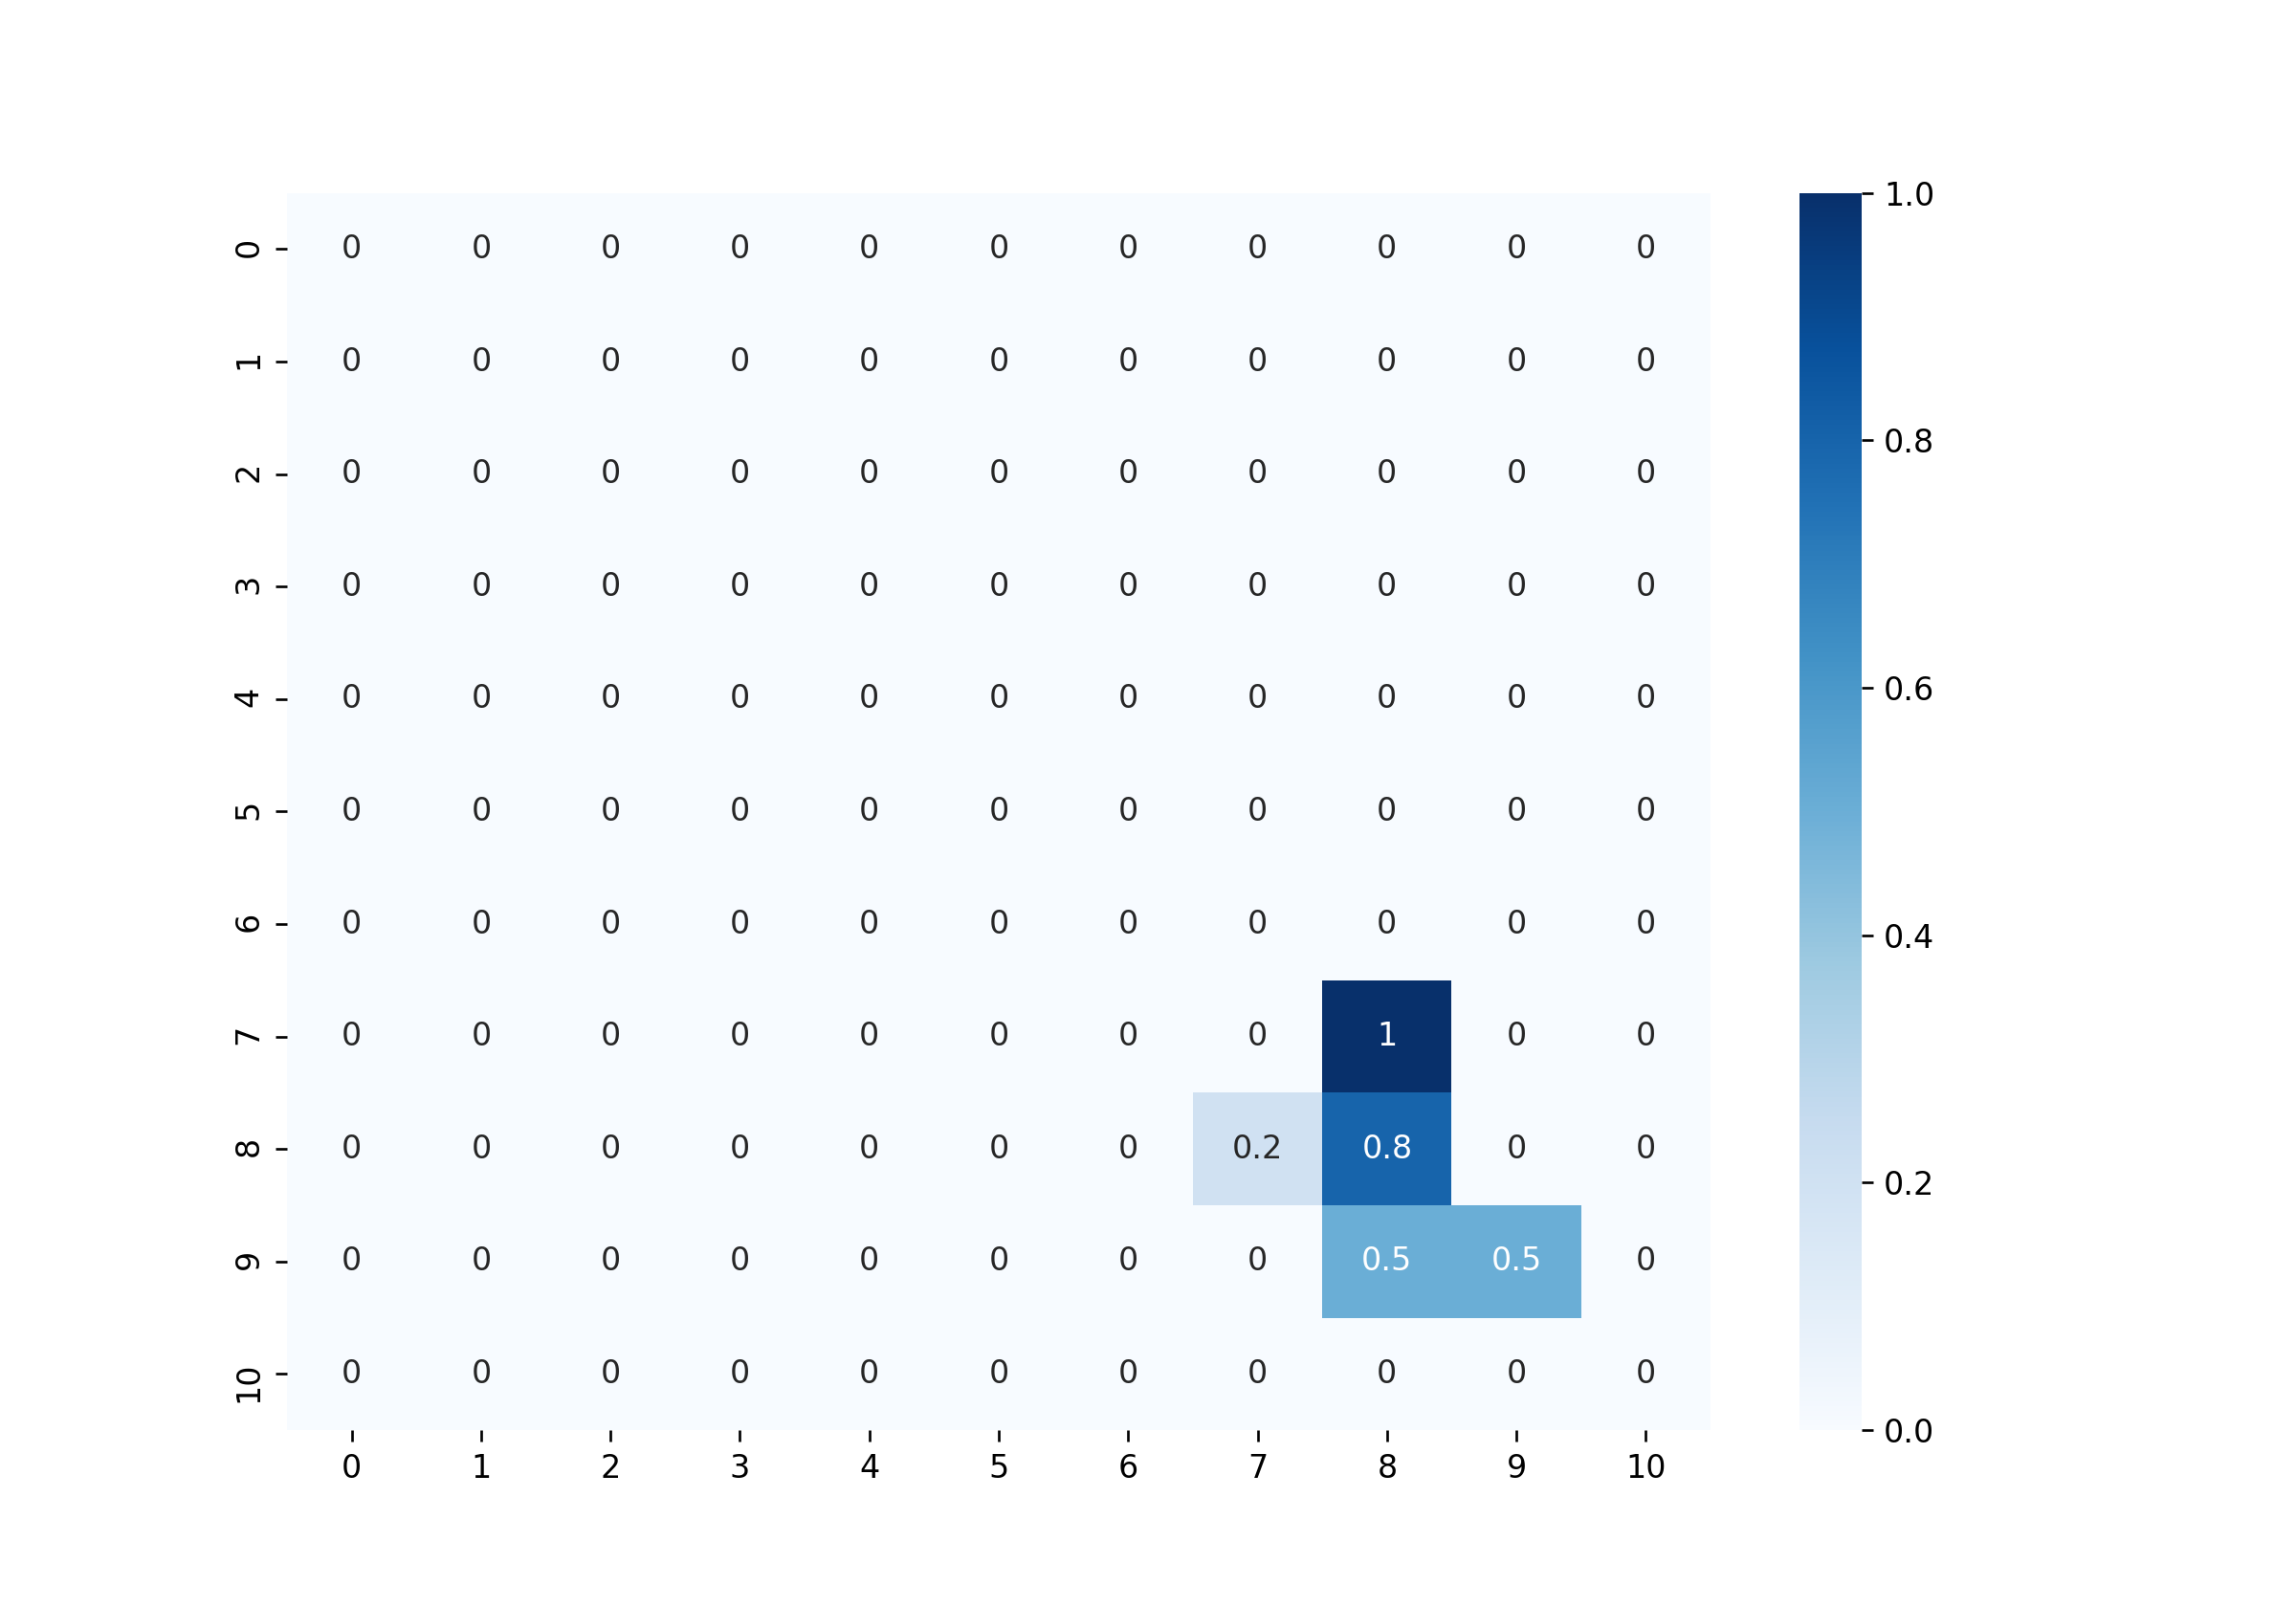 1.0
0 0 0 0 0 0 0 0 0 0 0 0
1 0 0 0 0 0 0 0 0 0 0 0
0.8
2 0 0 0 0 0 0 0 0 0 0 0
3 0 0 0 0 0 0 0 0 0 0 0
0.6
4 0 0 0 0 0 0 0 0 0 0 0
5 0 0 0 0 0 0 0 0 0 0 0
6 0 0 0 0 0 0 0 0 0 0 0
0.4
7 0 0 0 0 0 0 0 0 1 0 0
8 0 0 0 0 0 0 0 0.2 0.8 0 0
0.2
9 0 0 0 0 0 0 0 0 0.5 0.5 0
10 0 0 0 0 0 0 0 0 0 0 0
0.0
0 1 2 3 4 5 6 7 8 9 10